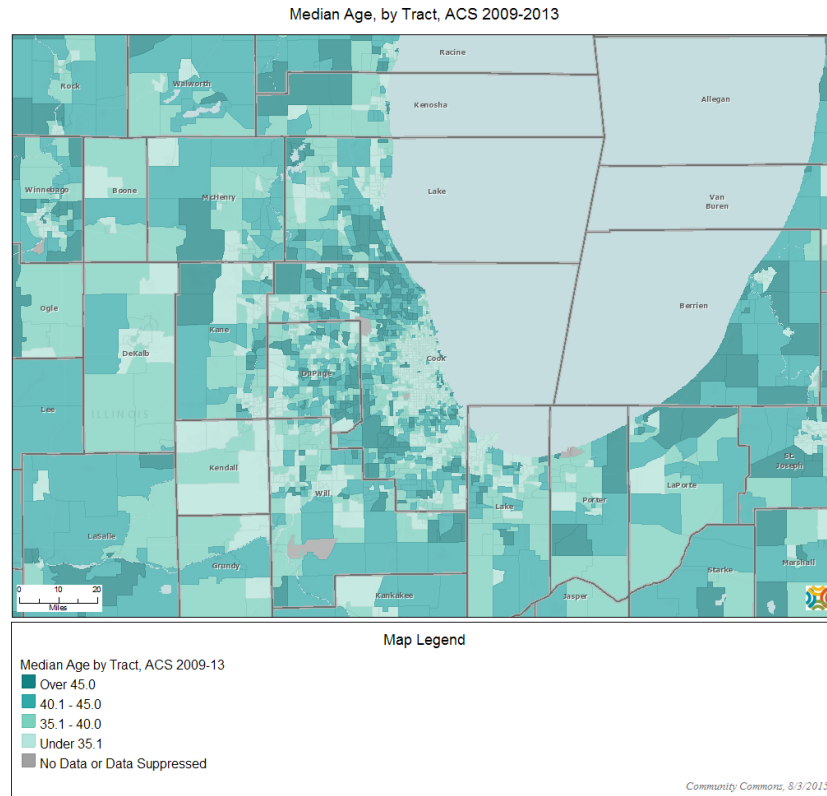 Median Age, by Tract, ACS 2009-2013
Racine
Rock
Walworth
Kenosha
Allegan
Winnebago
Boone
McHenry
Lake
Van
Buren
Ogle
Kane
Berrien
DeKalb
Cook
DuPage
Lee
ILLINOIS
Kendall
St.
Joseph
Will
Lake
Porter
LaPorte
LaSalle
Grundy
Starke
Marshall
Kankakee
Jasper
0 10 20
Miles
Map Legend
Median Age by Tract, ACS 2009-13
Over 45.0
40.1 - 45.0
35.1 - 40.0
Under 35.1
No Data or Data Suppressed
Community Commons, 8/3/2015